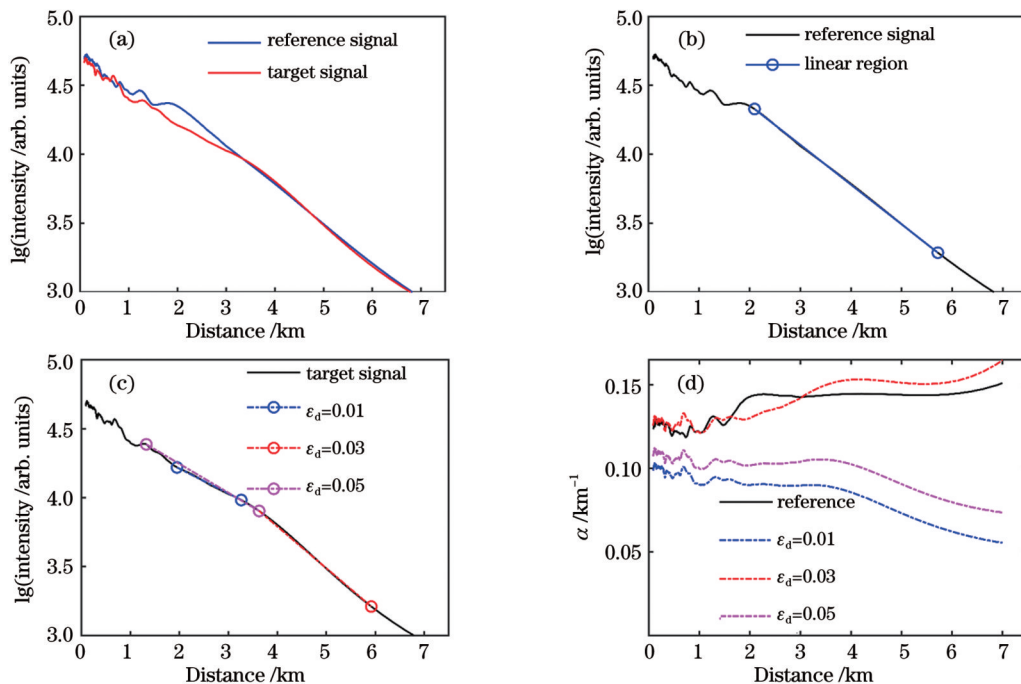 (a)
reference signal
target signal
lg(intensity /arb. units)
5.0
4.5
4.0
3.5
3.0
0 1 2 3 4 5 6 7
Distance /km
(b)
reference signal
linear region
lg(intensity /arb. units)
5.0
4.5
4.0
3.5
3.0
0 1 2 3 4 5 6 7
Distance /km
(c)
target signal
εd=0.01
εd=0.03
εd=0.05
lg(intensity /arb. units)
5.0
4.5
4.0
3.5
3.0
0 1 2 3 4 5 6 7
Distance /km
(d)
α /km⁻¹
0.15
0.10
0.05
reference
εd=0.01
εd=0.03
εd=0.05
0 1 2 3 4 5 6 7
Distance /km